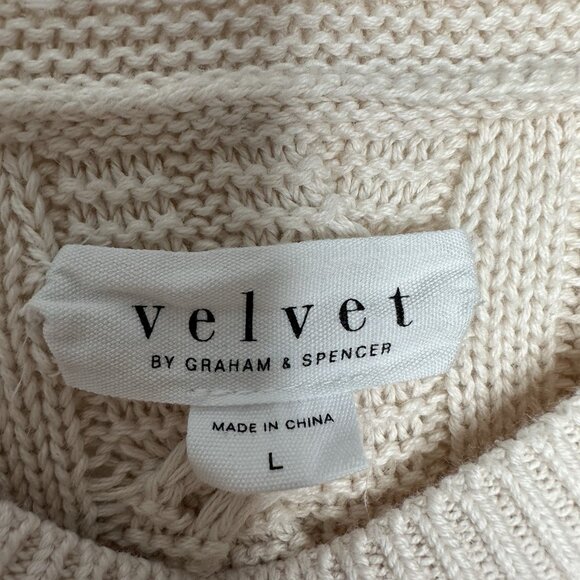 velvet
BY GRAHAM & SPENCER
MADE IN CHINA
L